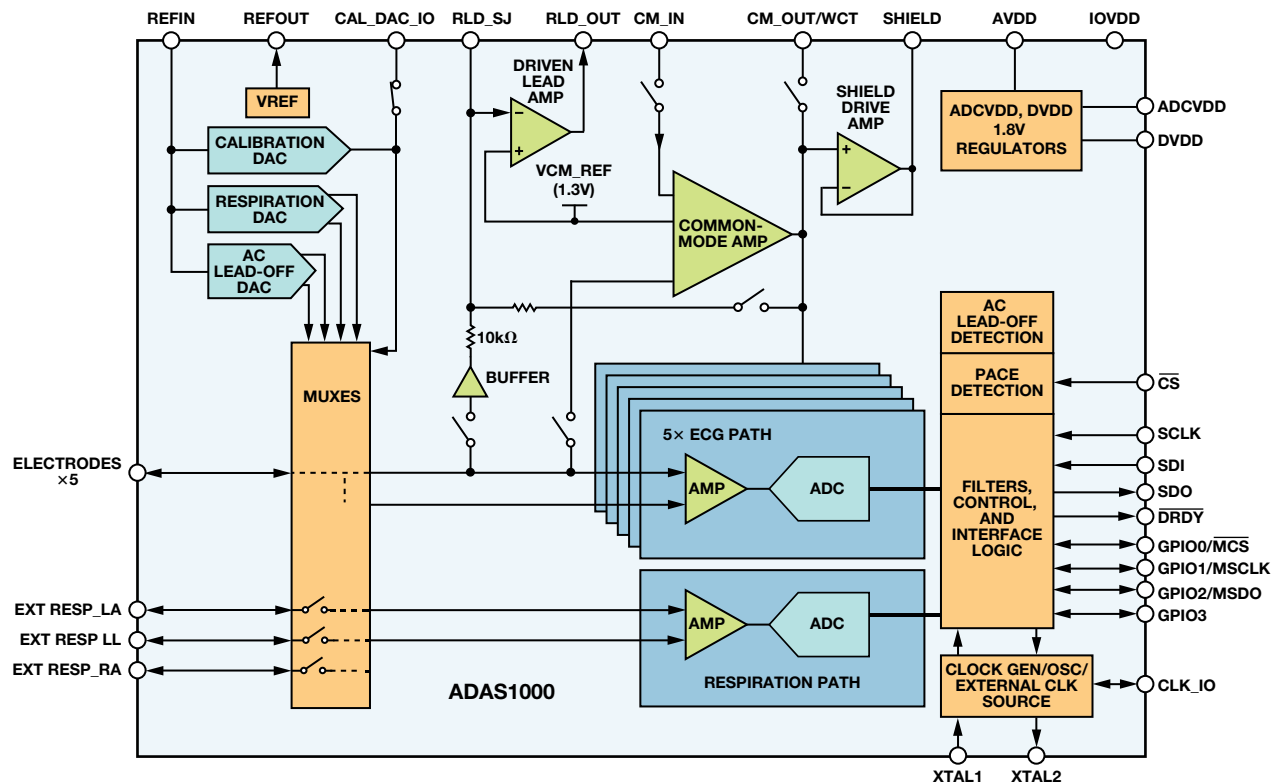 REFIN
REFOUT
CAL_DAC_IO
RLD_SJ
RLD_OUT
CM_IN
CM_OUT/WCT
SHIELD
AVDD
IOVDD
VREF
DRIVEN
LEAD
AMP
–
+
SHIELD
DRIVE
AMP
+
–
ADCVDD, DVDD
1.8V
REGULATORS
ADCVDD
DVDD
CALIBRATION
DAC
RESPIRATION
DAC
AC
LEAD-OFF
DAC
VCM_REF
(1.3V)
COMMON-
MODE AMP
10kΩ
BUFFER
MUXES
AC
LEAD-OFF
DETECTION
PACE
DETECTION
FILTERS,
CONTROL,
AND
INTERFACE
LOGIC
5× ECG PATH
AMP
ADC
ELECTRODES
×5
CS
SCLK
SDI
SDO
DRDY
GPIO0/MCS
GPIO1/MSCLK
GPIO2/MSDO
GPIO3
EXT RESP_LA
EXT RESP LL
EXT RESP_RA
AMP
ADC
RESPIRATION PATH
ADAS1000
CLOCK GEN/OSC/
EXTERNAL CLK
SOURCE
CLK_IO
XTAL1
XTAL2